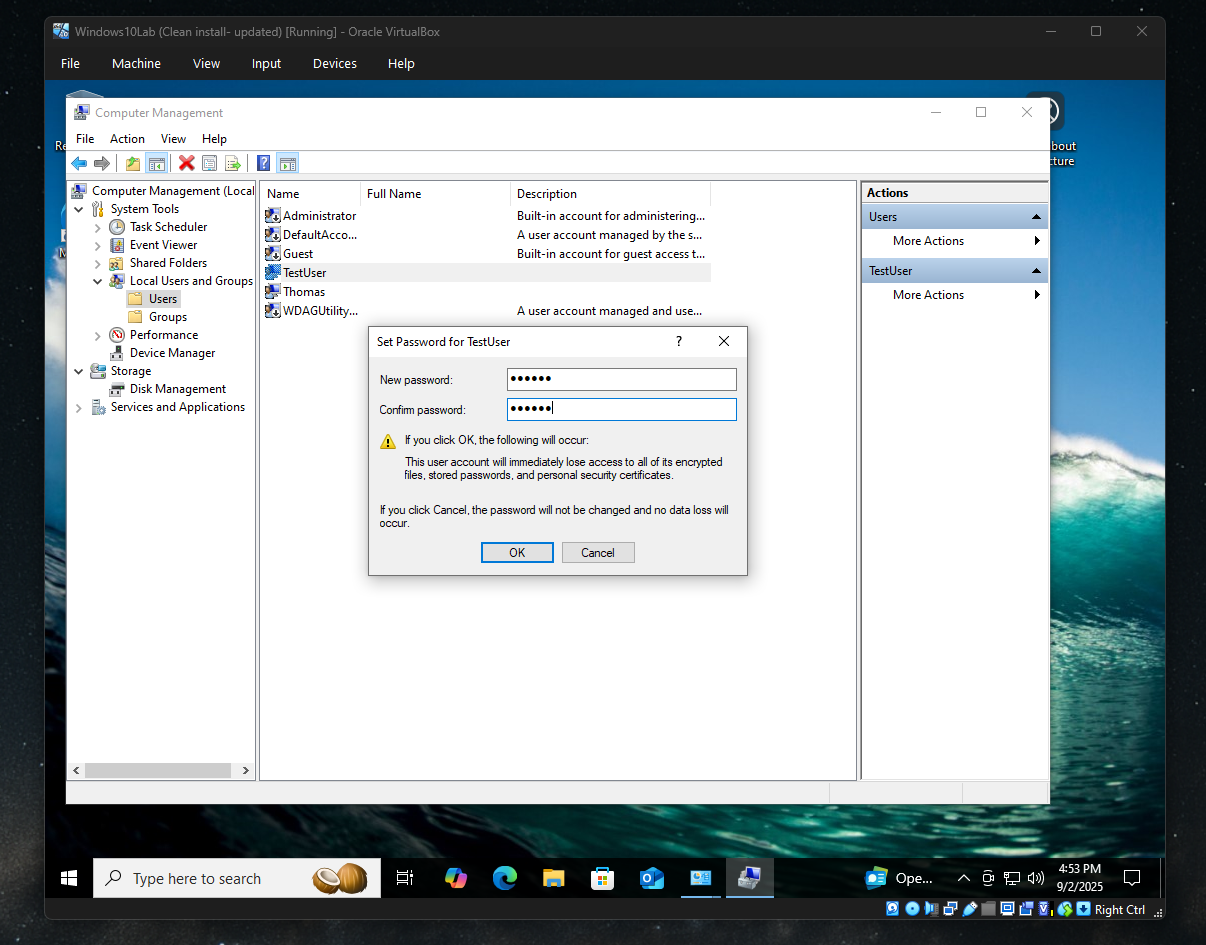 Windows10Lab (Clean install- updated) [Running] - Oracle VirtualBox
File Machine View Input Devices Help
Computer Management
File Action View Help
Computer Management (Local
System Tools
Task Scheduler
Event Viewer
Shared Folders
Local Users and Groups
Users
Groups
Performance
Device Manager
Storage
Disk Management
Services and Applications
Name Full Name Description
Administrator Built-in account for administering...
DefaultAcco... A user account managed by the s...
Guest Built-in account for guest access t...
TestUser
Thomas
WDAGUtility... A user account managed and use...
Actions
Users
More Actions
TestUser
More Actions
bout
cture
Set Password for TestUser
New password: ••••••
Confirm password: ••••••
If you click OK, the following will occur:
This user account will immediately lose access to all of its encrypted
files, stored passwords, and personal security certificates.
If you click Cancel, the password will not be changed and no data loss will
occur.
OK Cancel
Type here to search
Ope...
4:53 PM
9/2/2025
Right Ctrl